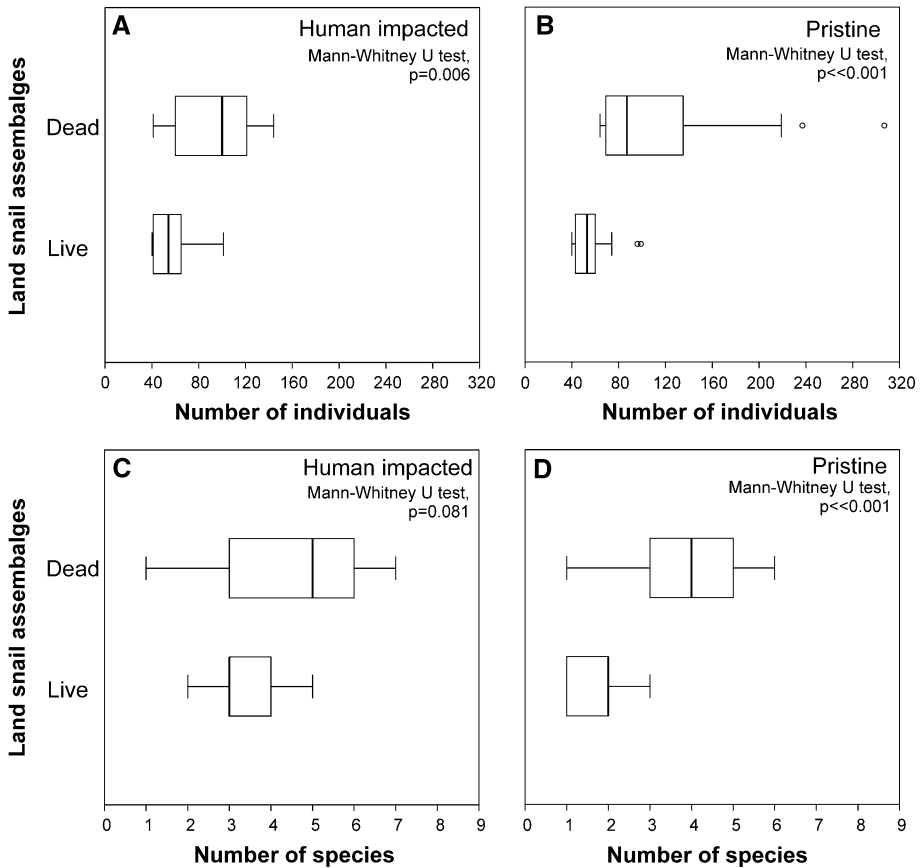 A
Human impacted
Mann-Whitney U test,
p=0.006
Land snail assembalges
Dead
Live
0 40 80 120 160 200 240 280 320
Number of individuals
B
Pristine
Mann-Whitney U test,
p<<0.001
0 40 80 120 160 200 240 280 320
Number of individuals
C
Human impacted
Mann-Whitney U test,
p=0.081
Land snail assembalges
Dead
Live
0 1 2 3 4 5 6 7 8 9
Number of species
D
Pristine
Mann-Whitney U test,
p<<0.001
0 1 2 3 4 5 6 7 8 9
Number of species